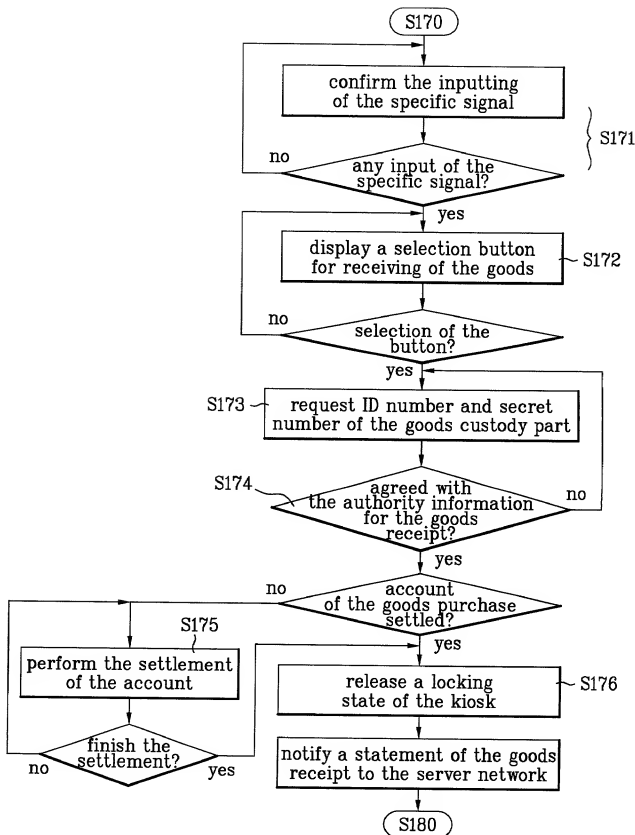 S170
confirm the inputting
of the specific signal
S171
no
any input of the
specific signal?
yes
display a selection button
for receiving of the goods
S172
no
selection of the
button?
yes
S173
request ID number and secret
number of the goods custody part
S174
agreed with
the authority information
for the goods
receipt?
no
yes
no
account
of the goods purchase
settled?
yes
S175
perform the settlement
of the account
release a locking
state of the kiosk
S176
finish the
settlement?
no
yes
notify a statement of the goods
receipt to the server network
S180